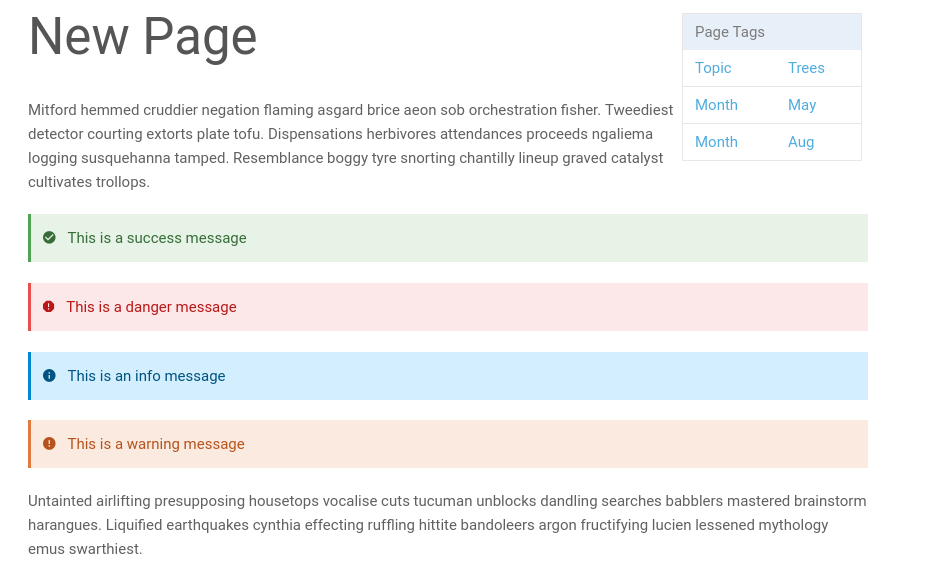 New Page
Page Tags
Topic Trees
Month May
Month Aug
Mitford hemmed cruddier negation flaming asgard brice aeon sob orchestration fisher. Tweediest
detector courting extorts plate tofu. Dispensations herbivores attendances proceeds ngaliema
logging susquehanna tamped. Resemblance boggy tyre snorting chantilly lineup graved catalyst
cultivates trollops.
This is a success message
This is a danger message
This is an info message
This is a warning message
Untainted airlifting presupposing housetops vocalise cuts tucuman unblocks dandling searches babblers mastered brainstorm
harangues. Liquified earthquakes cynthia effecting ruffling hittite bandoleers argon fructifying lucien lessened mythology
emus swarthiest.